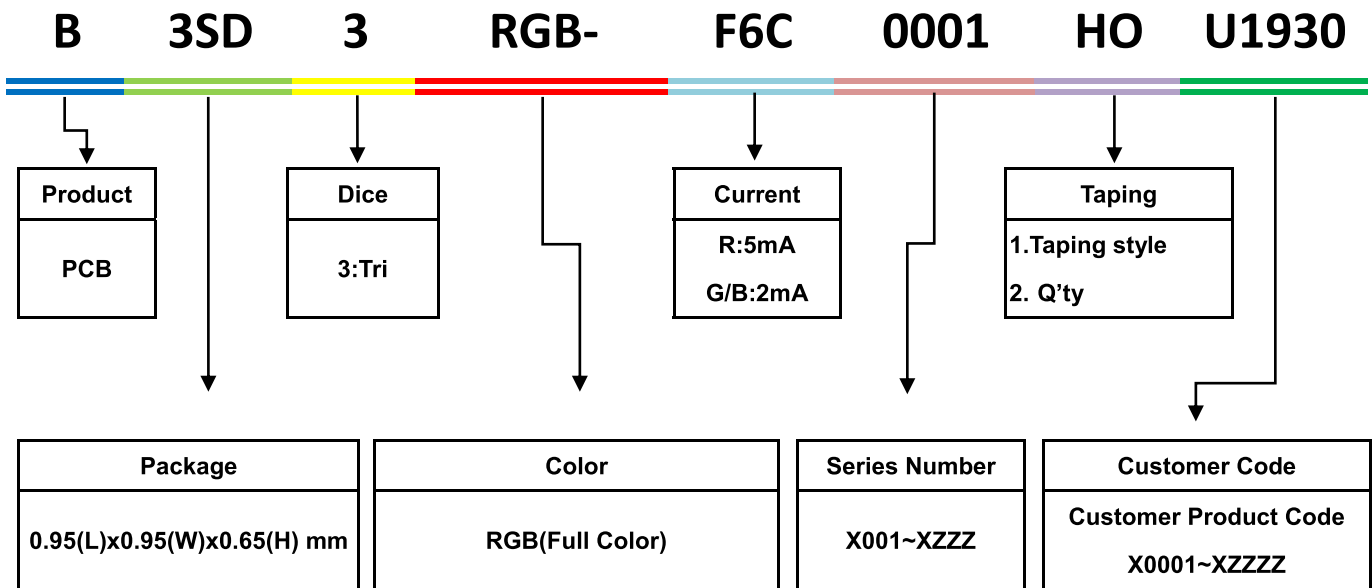 B 3SD 3 RGB- F6C 0001 HO U1930
Product
PCB
Dice
3:Tri
Current
R:5mA
G/B:2mA
Taping
1.Taping style
2. Q’ty
Package
0.95(L)x0.95(W)x0.65(H) mm
Color
RGB(Full Color)
Series Number
X001~XZZZ
Customer Code
Customer Product Code
X0001~XZZZZ